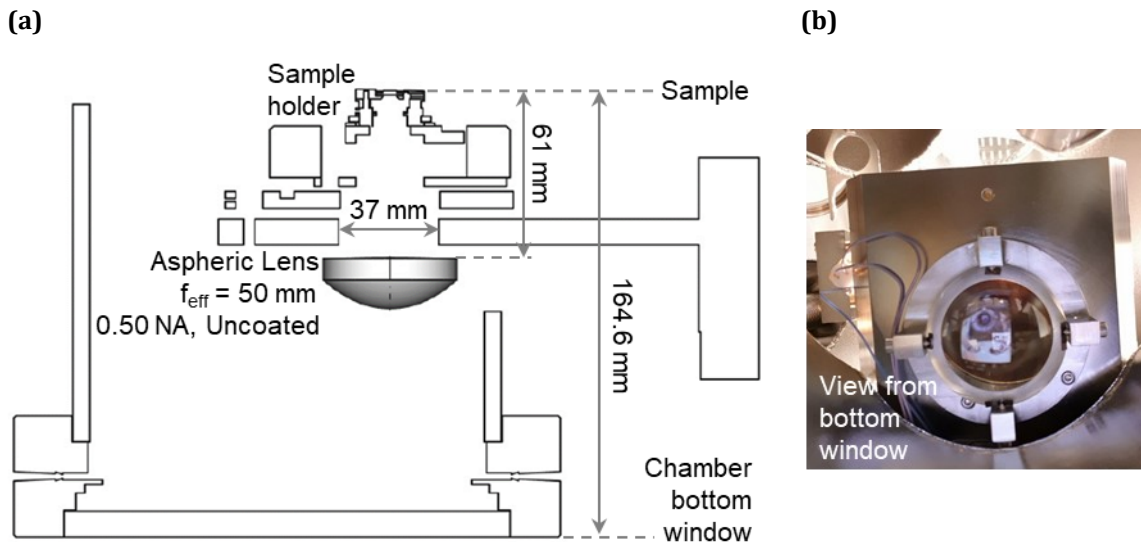 (a)
(b)
Sample
holder
Sample
61 mm
37 mm
Aspheric Lens
f_eff = 50 mm
0.50 NA, Uncoated
164.6 mm
Chamber
bottom
window
View from
bottom
window